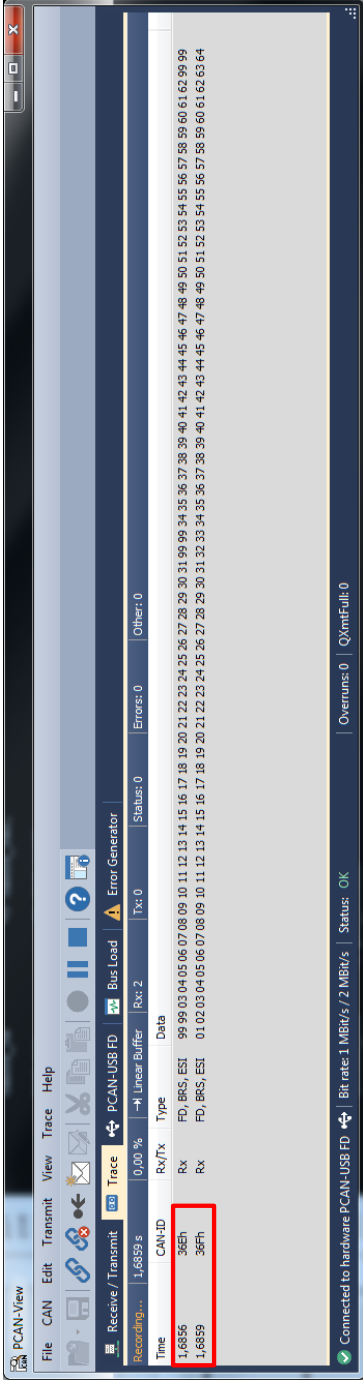 PCAN-View
File CAN Edit Transmit View Trace Help
Receive / Transmit Trace PCAN-USB FD Bus Load Error Generator
Recording... 1,6859 s 0,00 % Linear Buffer Rx: 2 Tx: 0 Status: 0 Errors: 0 Other: 0
Time CAN-ID Rx/Tx Type Data
1,6856 36Eh Rx FD, BRS, ESI 99 99 03 04 05 06 07 08 09 10 11 12 13 14 15 16 17 18 19 20 21 22 23 24 25 26 27 28 29 30 31 99 99 34 35 36 37 38 39 40 41 42 43 44 45 46 47 48 49 50 51 52 53 54 55 56 57 58 59 60 61 62 99 99
1,6859 36Fh Rx FD, BRS, ESI 01 02 03 04 05 06 07 08 09 10 11 12 13 14 15 16 17 18 19 20 21 22 23 24 25 26 27 28 29 30 31 32 33 34 35 36 37 38 39 40 41 42 43 44 45 46 47 48 49 50 51 52 53 54 55 56 57 58 59 60 61 62 63 64
Connected to hardware PCAN-USB FD Bit rate: 1 MBit/s / 2 MBit/s Status: OK Overruns: 0 QXmtFull: 0